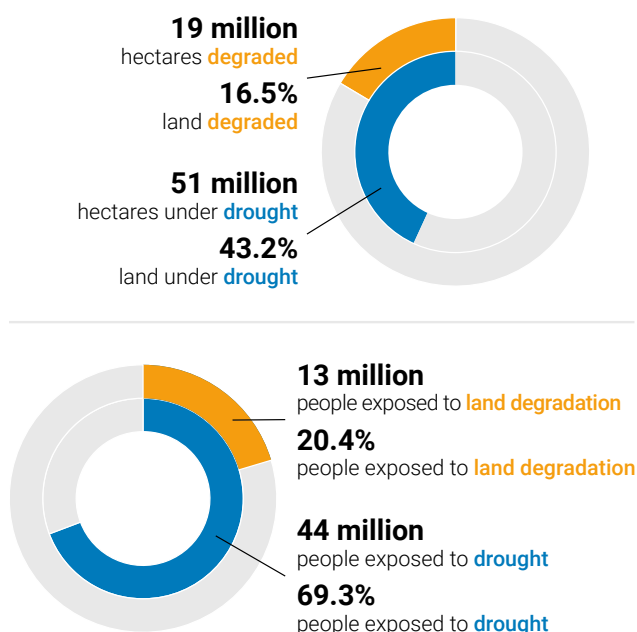 19 million
hectares degraded
16.5%
land degraded
51 million
hectares under drought
43.2%
land under drought
13 million
people exposed to land degradation
20.4%
people exposed to land degradation
44 million
people exposed to drought
69.3%
people exposed to drought